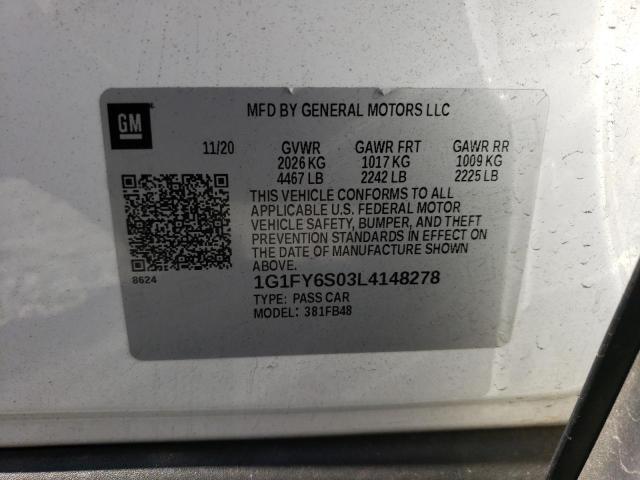 GM
MFD BY GENERAL MOTORS LLC
11/20 GVWR GAWR FRT GAWR RR
2026 KG 1017 KG 1009 KG
4467 LB 2242 LB 2225 LB
THIS VEHICLE CONFORMS TO ALL
APPLICABLE U.S. FEDERAL MOTOR
VEHICLE SAFETY, BUMPER, AND THEFT
PREVENTION STANDARDS IN EFFECT ON
THE DATE OF MANUFACTURE SHOWN
ABOVE.
8624
1G1FY6S03L4148278
TYPE: PASS CAR
MODEL: 381FB48